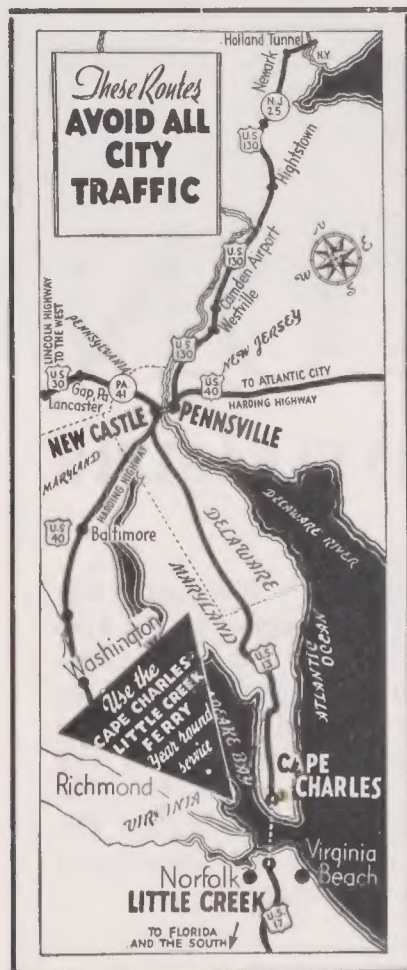 These Routes
AVOID ALL
CITY
TRAFFIC
Holland Tunnel
N.Y.
Newark
N.J.
25
U.S.
130
Hightstown
U.S.
130
Camden Airport
Westville
N
E
S
W
LINCOLN HIGHWAY
TO THE WEST
PENNSYLVANIA
U.S.
130
NEW JERSEY
U.S.
30
Gap, Pa
PA
41
Lancaster
U.S.
40
TO ATLANTIC CITY
HARDING HIGHWAY
NEW CASTLE
PENNSVILLE
MARYLAND
HARDING HIGHWAY
U.S
40
Baltimore
DELAWARE
DELAWARE RIVER
MARYLAND
Washington
U.S.
13
ATLANTIC
OCEAN
Use the
CAPE CHARLES
LITTLE CREEK
FERRY
Year round
service
APEAKE BAY
CAPE
CHARLES
Richmond
VIRGINIA
Norfolk
Virginia
Beach
LITTLE CREEK
U.S.
17
TO FLORIDA
AND THE SOUTH